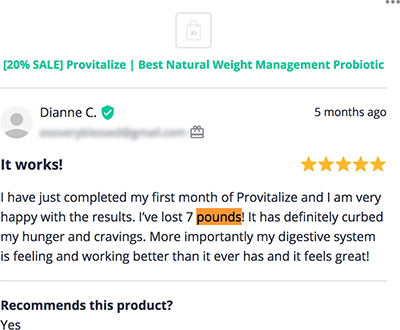 [20% SALE] Provitalize | Best Natural Weight Management Probiotic
Dianne C.
5 months ago
It works!
I have just completed my first month of Provitalize and I am very
happy with the results. I've lost 7 pounds! It has definitely curbed
my hunger and cravings. More importantly my digestive system
is feeling and working better than it ever has and it feels great!
Recommends this product?
Yes